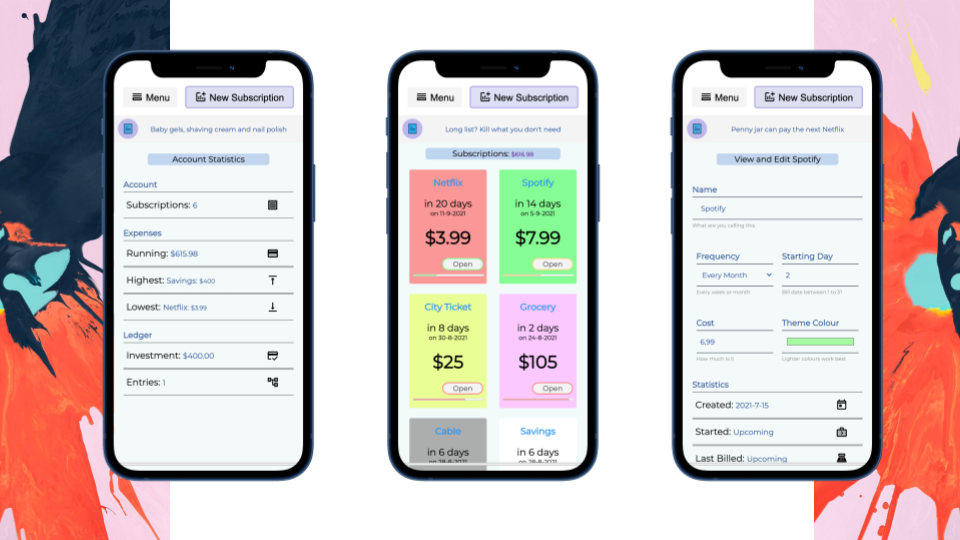 Menu
New Subscription
Baby gels, shaving cream and nail polish
Account Statistics
Account
Subscriptions: 6
Expenses
Running: $615.98
Highest: Savings: $400
Lowest: Netflix: $3.99
Ledger
Investment: $400.00
Entries: 1
Menu
New Subscription
Long list? Kill what you don't need
Subscriptions: $616.98
Netflix
in 20 days
on 11-9-2021
$3.99
Open
Spotify
in 14 days
on 5-9-2021
$7.99
Open
City Ticket
in 8 days
on 30-8-2021
$25
Open
Grocery
in 2 days
on 24-8-2021
$105
Open
Cable
in 6 days
on 28-8-2021
Savings
in 6 days
on 28-8-2021
Menu
New Subscription
Penny jar can pay the next Netflix
View and Edit Spotify
Name
Spotify
What are you calling this
Frequency
Starting Day
Every Month
2
Every week or month
Bill date between 1 to 31
Cost
Theme Colour
6,99
How much is it
Lighter colours work best
Statistics
Created: 2021-7-15
Started: Upcoming
Last Billed: Upcoming